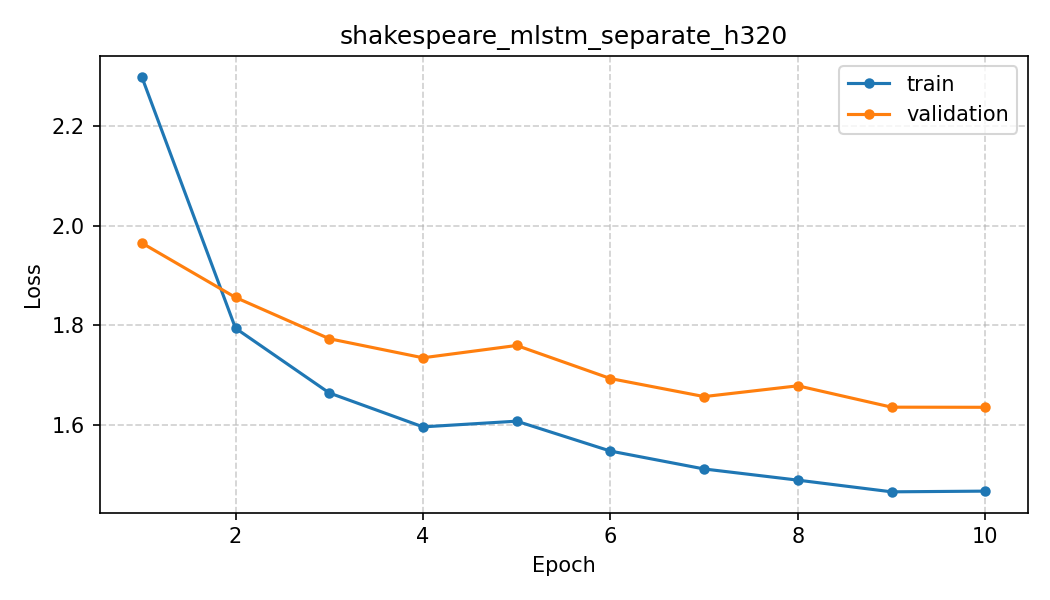 shakespeare_mlstm_separate_h320
train
validation
2.2
2.0
1.8
1.6
Loss
2 4 6 8 10
Epoch